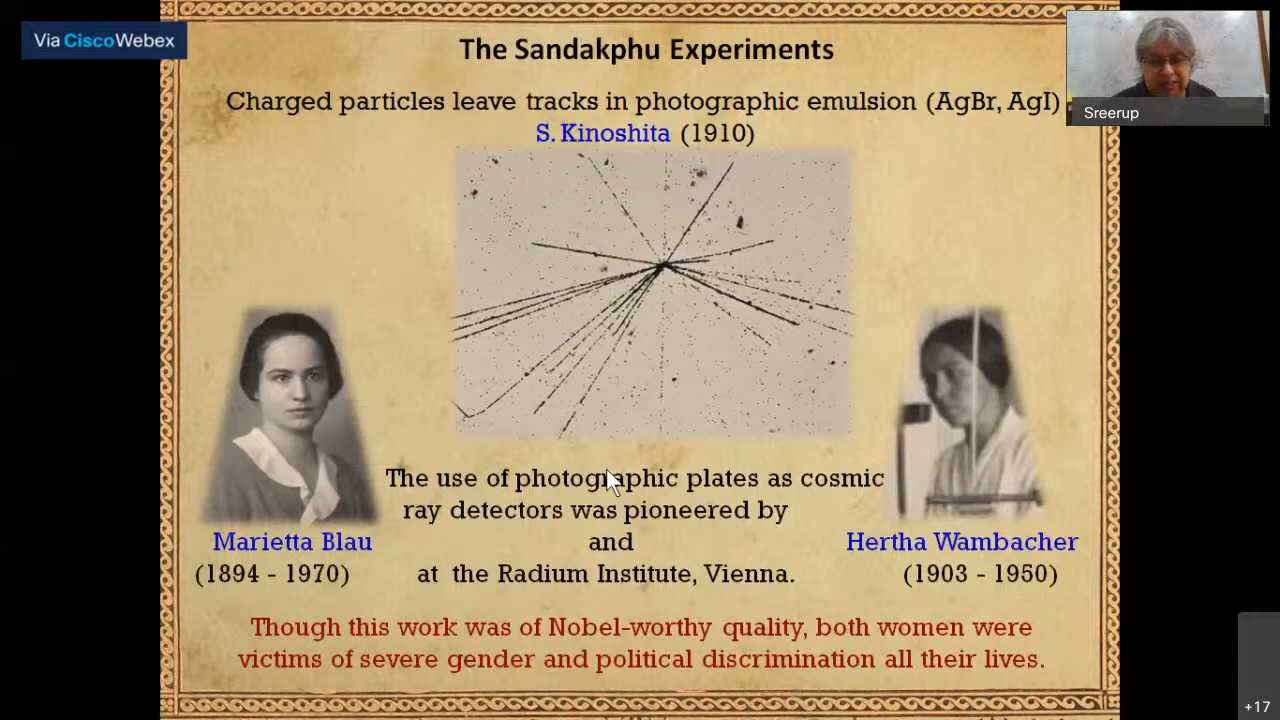 Via CiscoWebex
The Sandakphu Experiments
Sreerup
Charged particles leave tracks in photographic emulsion (AgBr, AgI)
S. Kinoshita (1910)
The use of photographic plates as cosmic
ray detectors was pioneered by
Marietta Blau and Hertha Wambacher
(1894 - 1970) at the Radium Institute, Vienna. (1903 - 1950)
Though this work was of Nobel-worthy quality, both women were
victims of severe gender and political discrimination all their lives.
+17